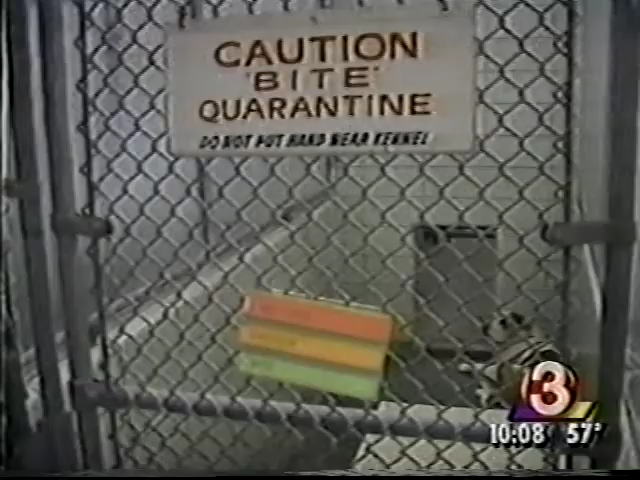 CAUTION
"BITE"
QUARANTINE
DO NOT PUT HAND NEAR KENNEL
3
10:08 57°